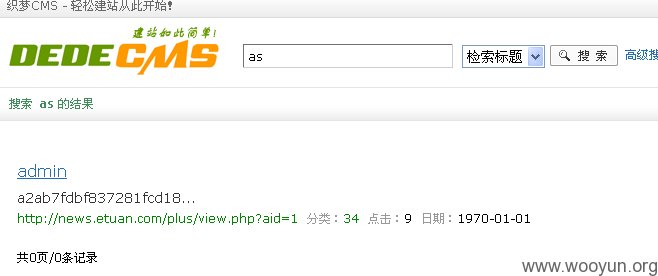 织梦CMS - 轻松建站从此开始!
建站如此简单!
DEDECMS as 检索标题 搜 索 高级搜
搜索 as 的结果
admin
a2ab7fdbf837281fcd18...
http://news.etuan.com/plus/view.php?aid=1 分类：34 点击：9 日期：1970-01-01
共0页/0条记录
www.wooyun.org